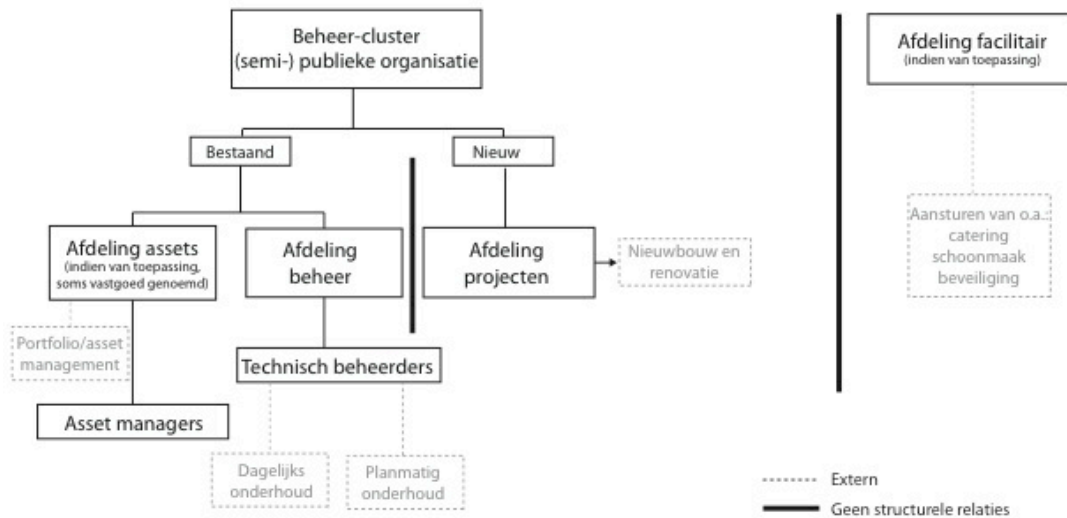 Beheer-cluster
(semi-) publieke organisatie
Afdeling facilitair
(indien van toepassing)
Bestaand
Nieuw
Afdeling assets
(indien van toepassing,
soms vastgoed genoemd)
Afdeling
beheer
Afdeling
projecten
Nieuwbouw en
renovatie
Aansturen van o.a.:
catering
schoonmaak
beveiliging
Portfolio/asset
management
Technisch beheerders
Asset managers
Dagelijks
onderhoud
Planmatig
onderhoud
Extern
Geen structurele relaties